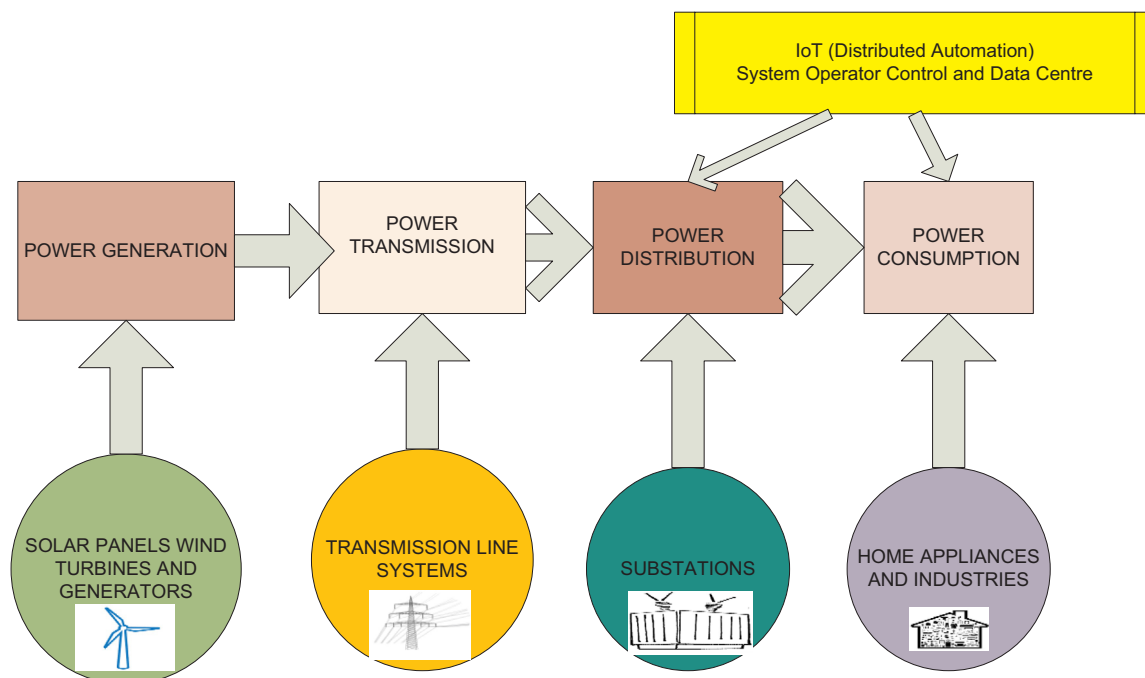 IoT (Distributed Automation)
System Operator Control and Data Centre
POWER GENERATION
POWER
TRANSMISSION
POWER
DISTRIBUTION
POWER
CONSUMPTION
SOLAR PANELS WIND
TURBINES AND
GENERATORS
TRANSMISSION LINE
SYSTEMS
SUBSTATIONS
HOME APPLIANCES
AND INDUSTRIES